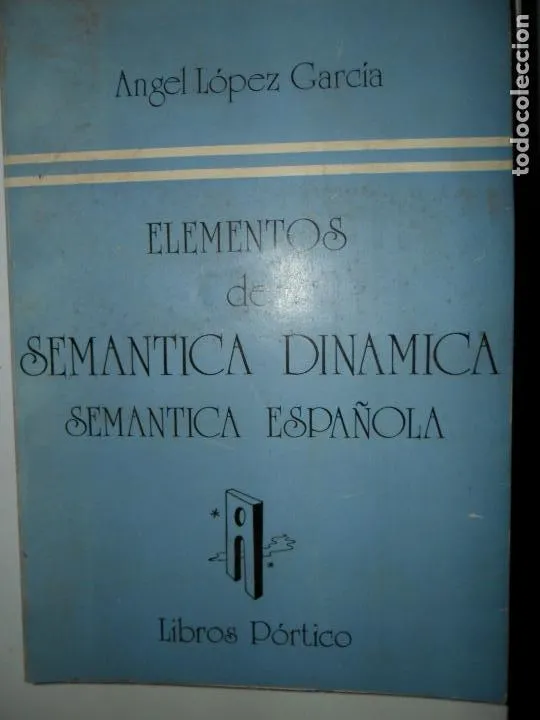 Angel López García
ELEMENTOS
de
SEMANTICA DINAMICA
SEMANTICA ESPAÑOLA
Libros Pórtico
todocoleccion